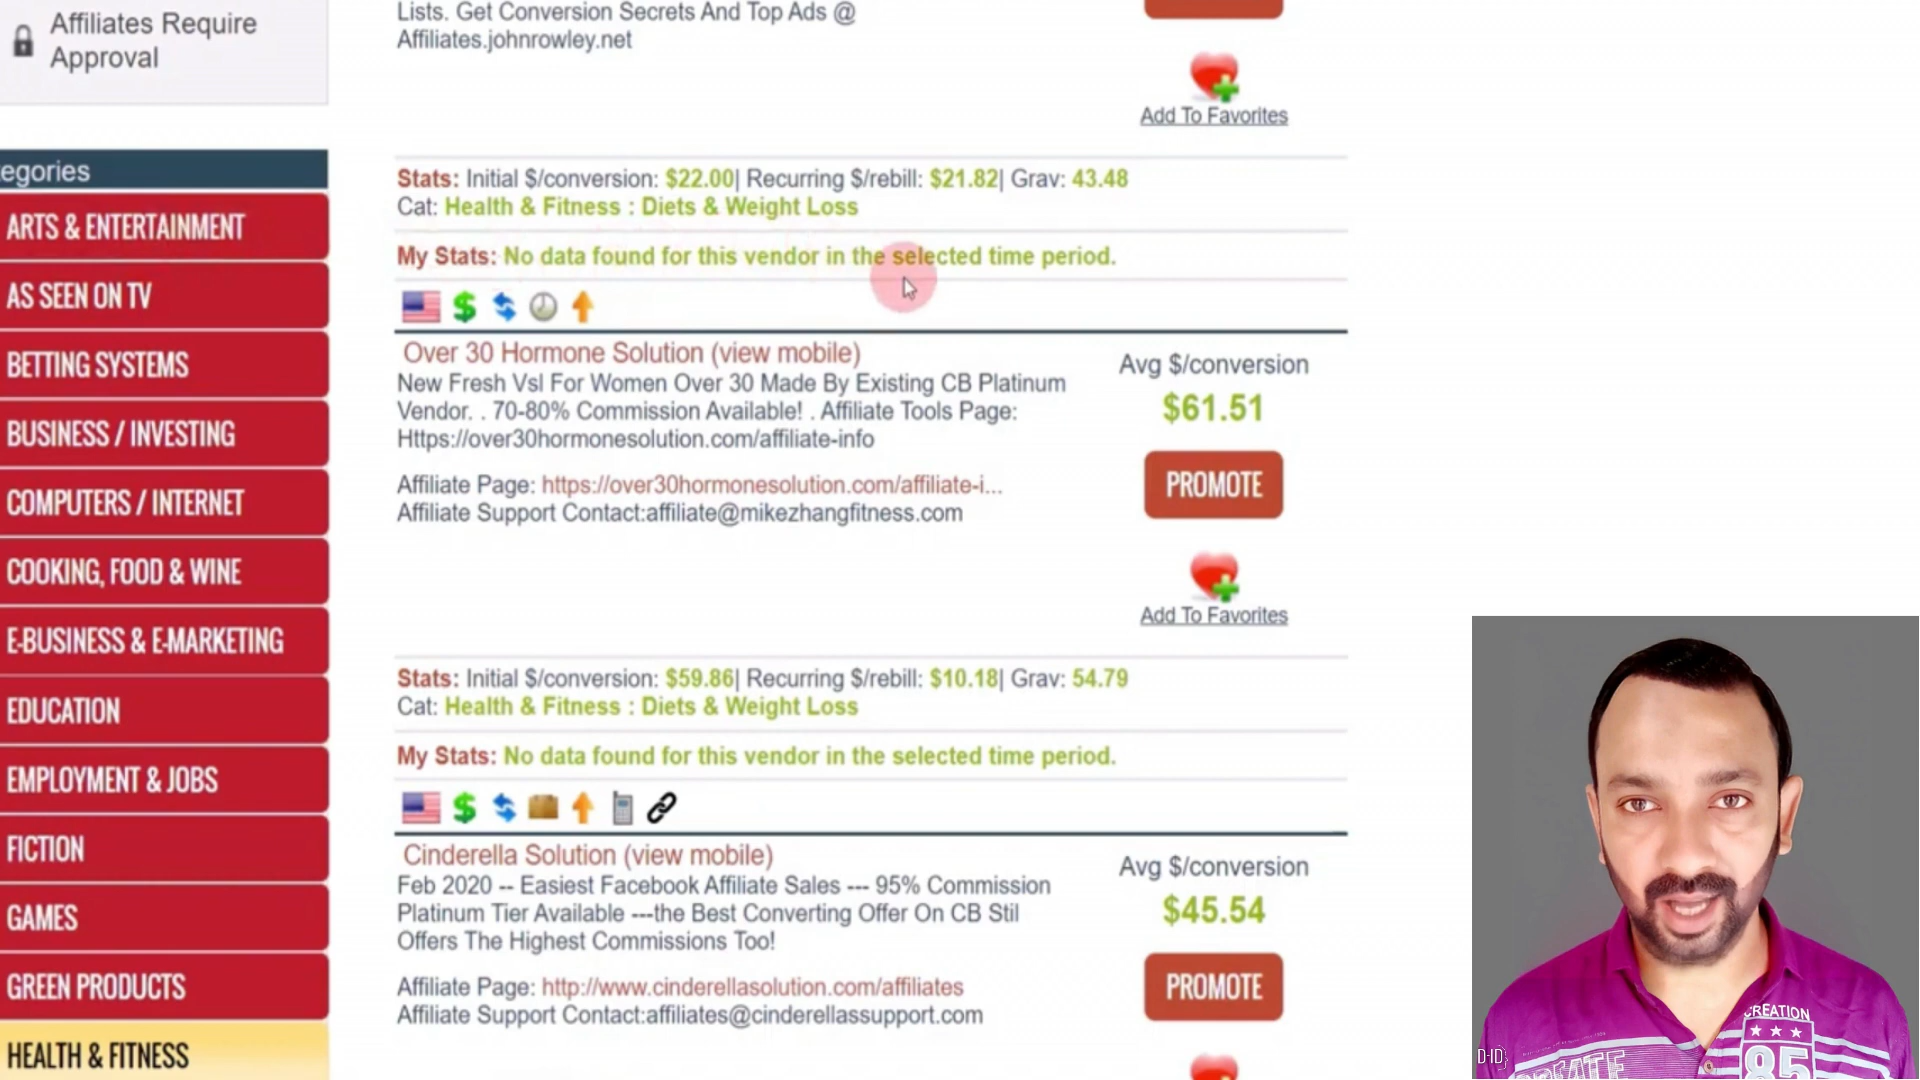 Affiliates Require
Approval
egories
ARTS & ENTERTAINMENT
AS SEEN ON TV
BETTING SYSTEMS
BUSINESS / INVESTING
COMPUTERS / INTERNET
COOKING, FOOD & WINE
E-BUSINESS & E-MARKETING
EDUCATION
EMPLOYMENT & JOBS
FICTION
GAMES
GREEN PRODUCTS
HEALTH & FITNESS
Lists. Get Conversion Secrets And Top Ads @
Affiliates.johnrowley.net
Add To Favorites
Stats: Initial $/conversion: $22.00| Recurring $/rebill: $21.82| Grav: 43.48
Cat: Health & Fitness : Diets & Weight Loss
My Stats: No data found for this vendor in the selected time period.
Over 30 Hormone Solution (view mobile)
New Fresh Vsl For Women Over 30 Made By Existing CB Platinum
Vendor. . 70-80% Commission Available! . Affiliate Tools Page:
Https://over30hormonesolution.com/affiliate-info
Affiliate Page: https://over30hormonesolution.com/affiliate-i...
Affiliate Support Contact:affiliate@mikezhangfitness.com
Avg $/conversion
$61.51
PROMOTE
Add To Favorites
Stats: Initial $/conversion: $59.86| Recurring $/rebill: $10.18| Grav: 54.79
Cat: Health & Fitness : Diets & Weight Loss
My Stats: No data found for this vendor in the selected time period.
Cinderella Solution (view mobile)
Feb 2020 -- Easiest Facebook Affiliate Sales --- 95% Commission
Platinum Tier Available ---the Best Converting Offer On CB Stil
Offers The Highest Commissions Too!
Affiliate Page: http://www.cinderellasolution.com/affiliates
Affiliate Support Contact:affiliates@cinderellassupport.com
Avg $/conversion
$45.54
PROMOTE
CREATION
85
D-ID